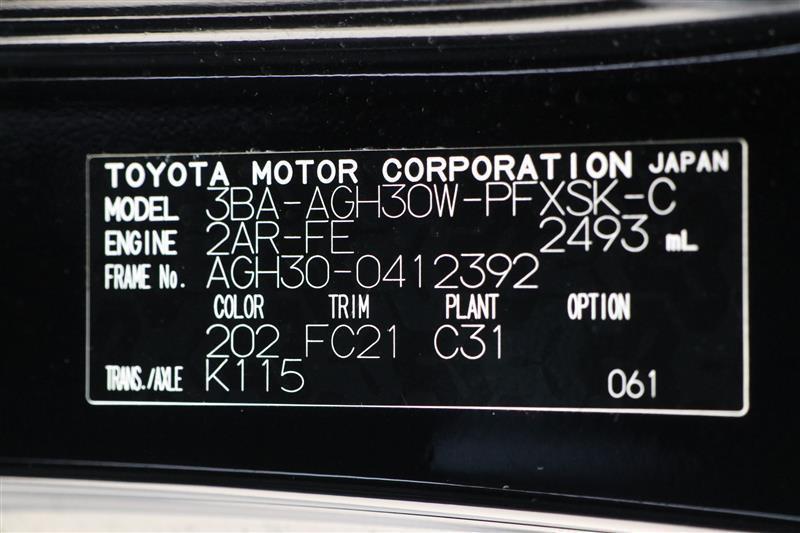 TOYOTA MOTOR CORPORATION JAPAN
MODEL 3BA-AGH30W-PFXSK-C
ENGINE 2AR-FE 2493 mL
FRAME No. AGH30-0412392
COLOR TRIM PLANT OPTION
202 FC21 C31
TRANS./AXLE K115 061